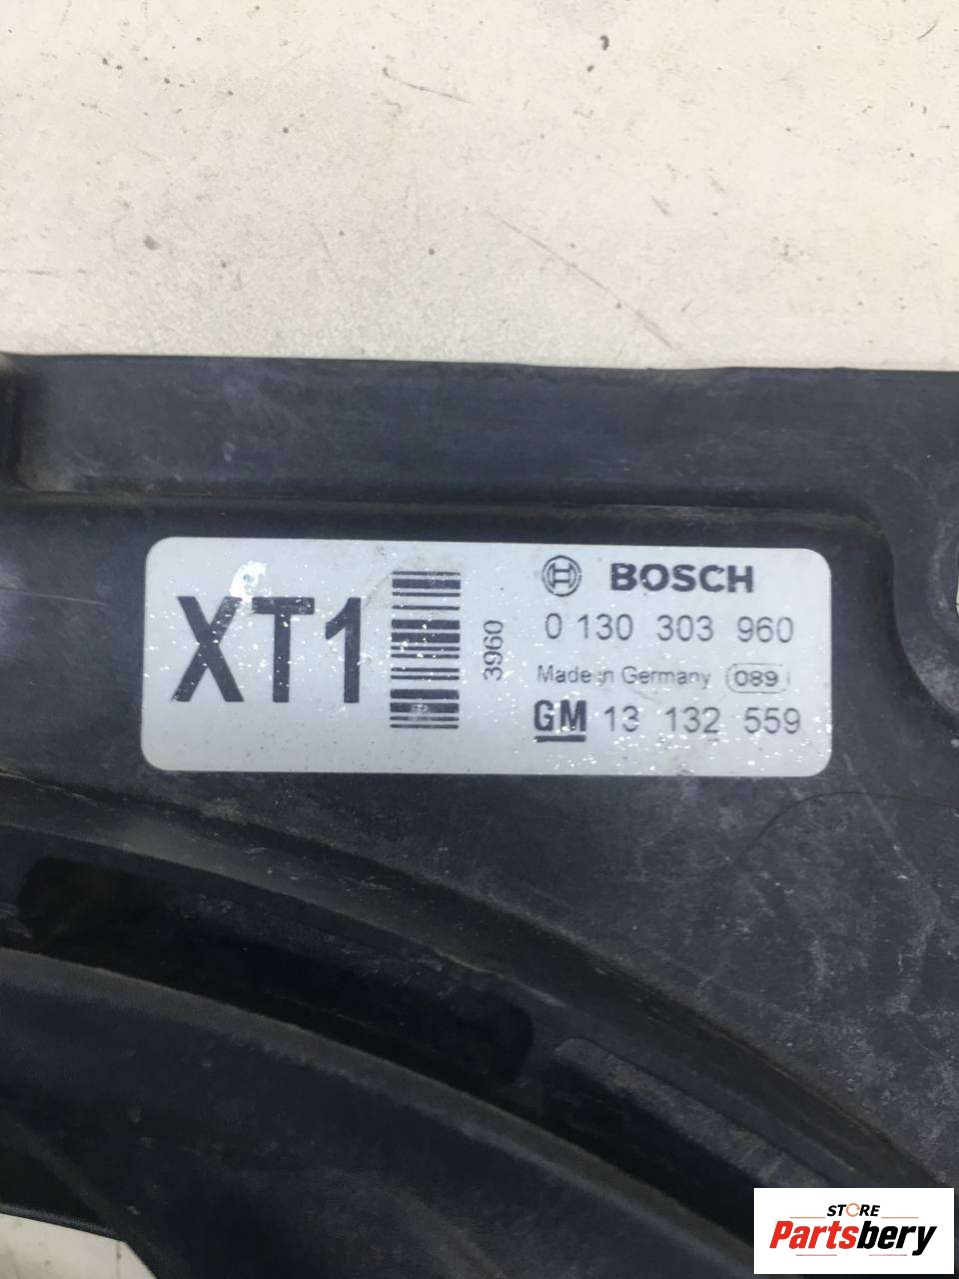 XT1
3960
BOSCH
0 130 303 960
Made in Germany 089
GM 13 132 559
STORE
Partsbery